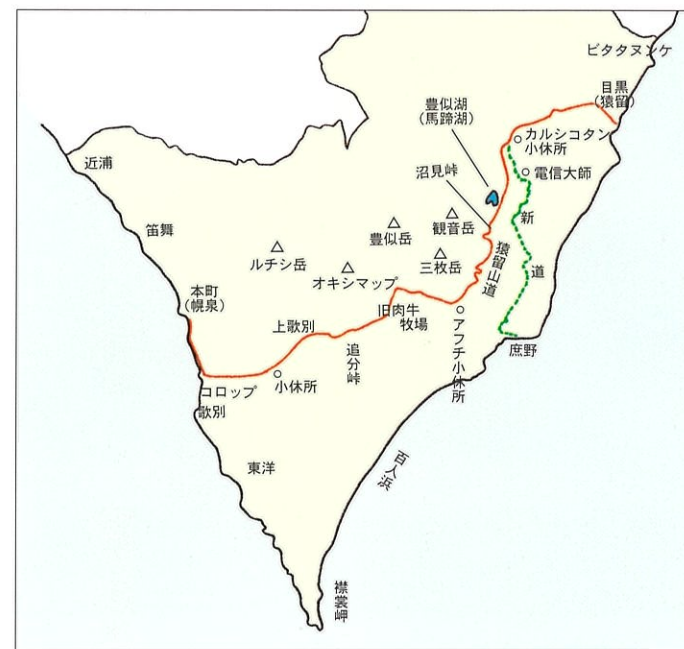 ビタタヌンケ
目黒
(猿留)
豊似湖
(馬蹄湖)
カルシコタン
小休所
近浦
沼見峠
電信大師
笛舞
観音岳
新
豊似岳
ルチシ岳
三枚岳
猿留山道
オキシマップ
道
本町
(幌泉)
旧肉牛
牧場
上歌別
アフチ小休所
追分峠
庶野
小休所
コロップ
歌別
東洋
百人浜
襟裳岬